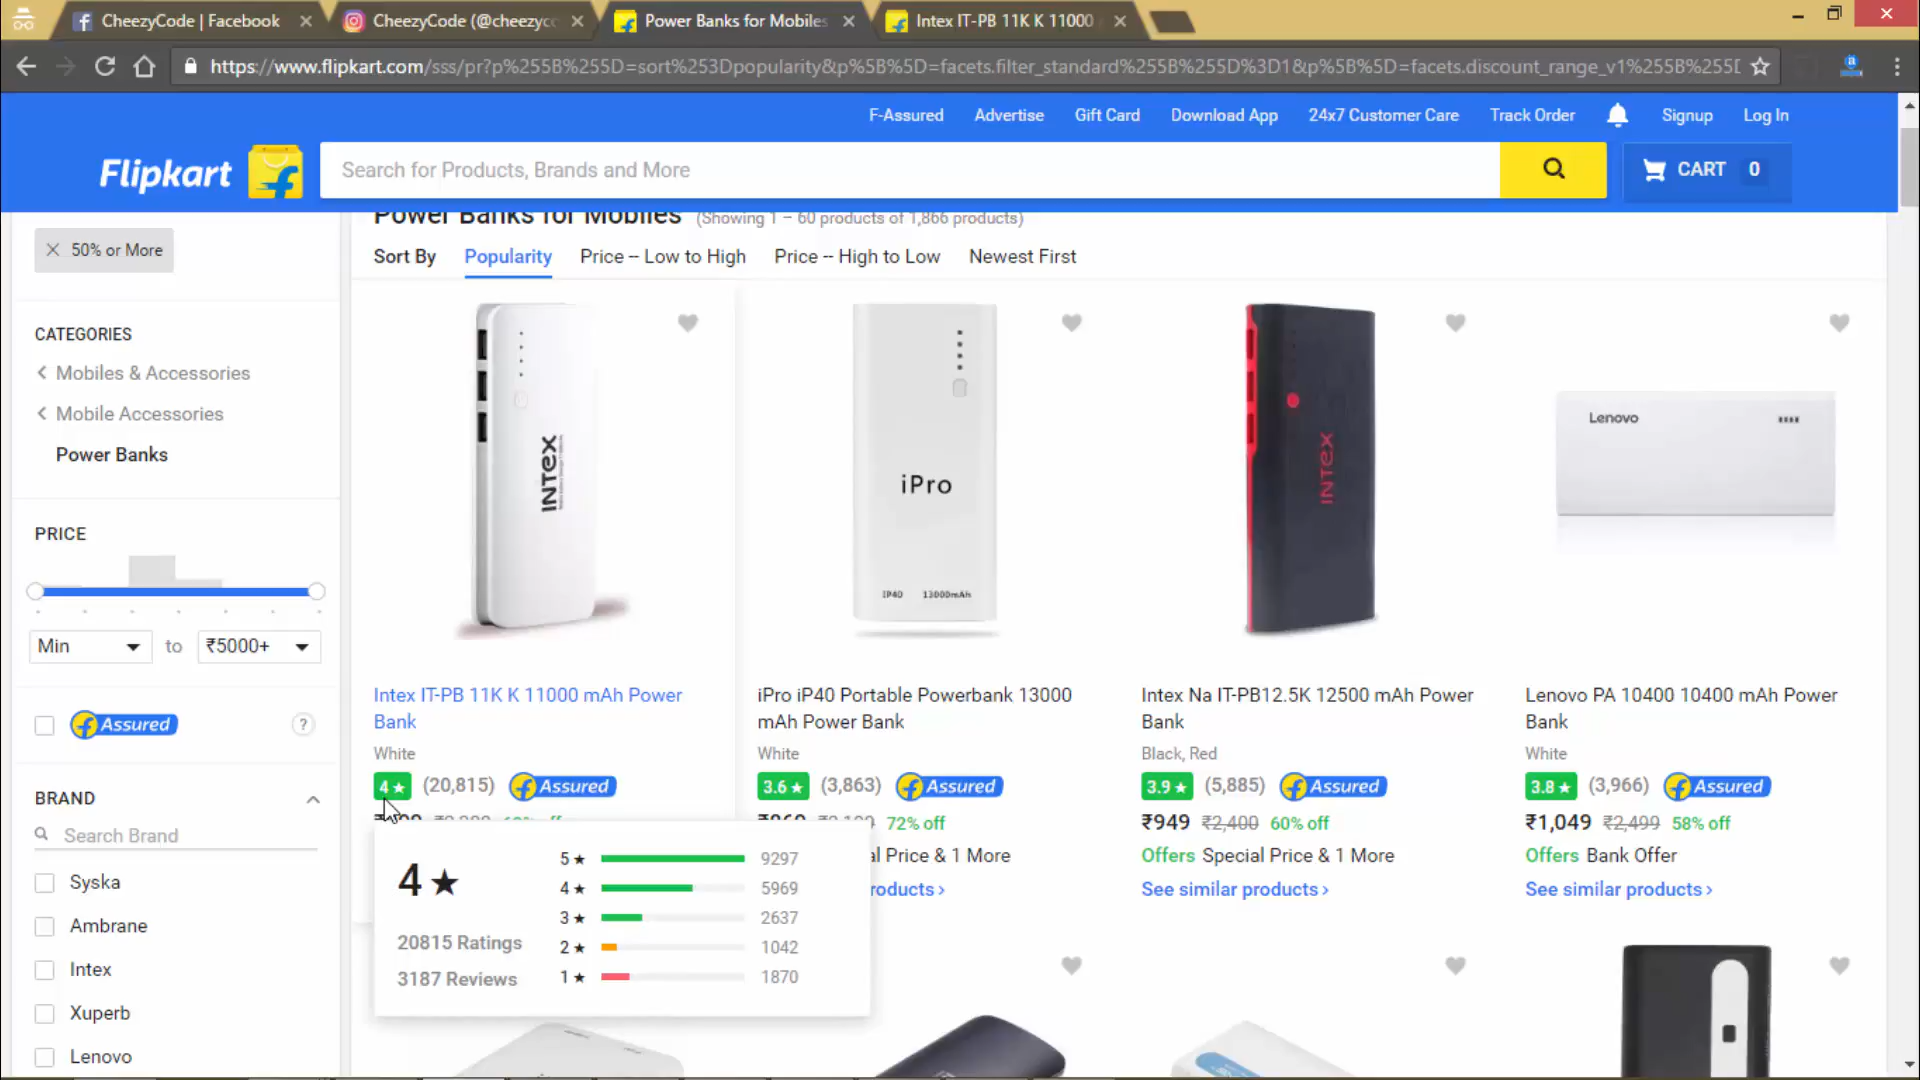 CheezyCode | Facebook
CheezyCode (@cheezyco
Power Banks for Mobiles
Intex IT-PB 11K K 11000
https://www.flipkart.com/sss/pr?p%255B%255D=sort%253Dpopularity&p%5B%5D=facets.filter_standard%255B%255D%3D1&p%5B%5D=facets.discount_range_v1%255B%255D
F-Assured
Advertise
Gift Card
Download App
24x7 Customer Care
Track Order
Signup
Log In
Flipkart
Search for Products, Brands and More
CART 0
Power Banks for Mobiles (Showing 1 – 60 products of 1,866 products)
50% or More
Sort By
Popularity
Price -- Low to High
Price -- High to Low
Newest First
CATEGORIES
Mobiles & Accessories
Mobile Accessories
Power Banks
PRICE
Min to ₹5000+
Assured
?
BRAND
Search Brand
Syska
Ambrane
Intex
Xuperb
Lenovo
INTEX
iPro
IP40 13000mAh
INTEX
Lenovo
Intex IT-PB 11K K 11000 mAh Power
Bank
White
4★ (20,815) Assured
iPro iP40 Portable Powerbank 13000
mAh Power Bank
White
3.6★ (3,863) Assured
72% off
al Price & 1 More
roducts ›
Intex Na IT-PB12.5K 12500 mAh Power
Bank
Black, Red
3.9★ (5,885) Assured
₹949 ₹2,400 60% off
Offers Special Price & 1 More
See similar products ›
Lenovo PA 10400 10400 mAh Power
Bank
White
3.8★ (3,966) Assured
₹1,049 ₹2,499 58% off
Offers Bank Offer
See similar products ›
4★
20815 Ratings
3187 Reviews
5★ 9297
4★ 5969
3★ 2637
2★ 1042
1★ 1870